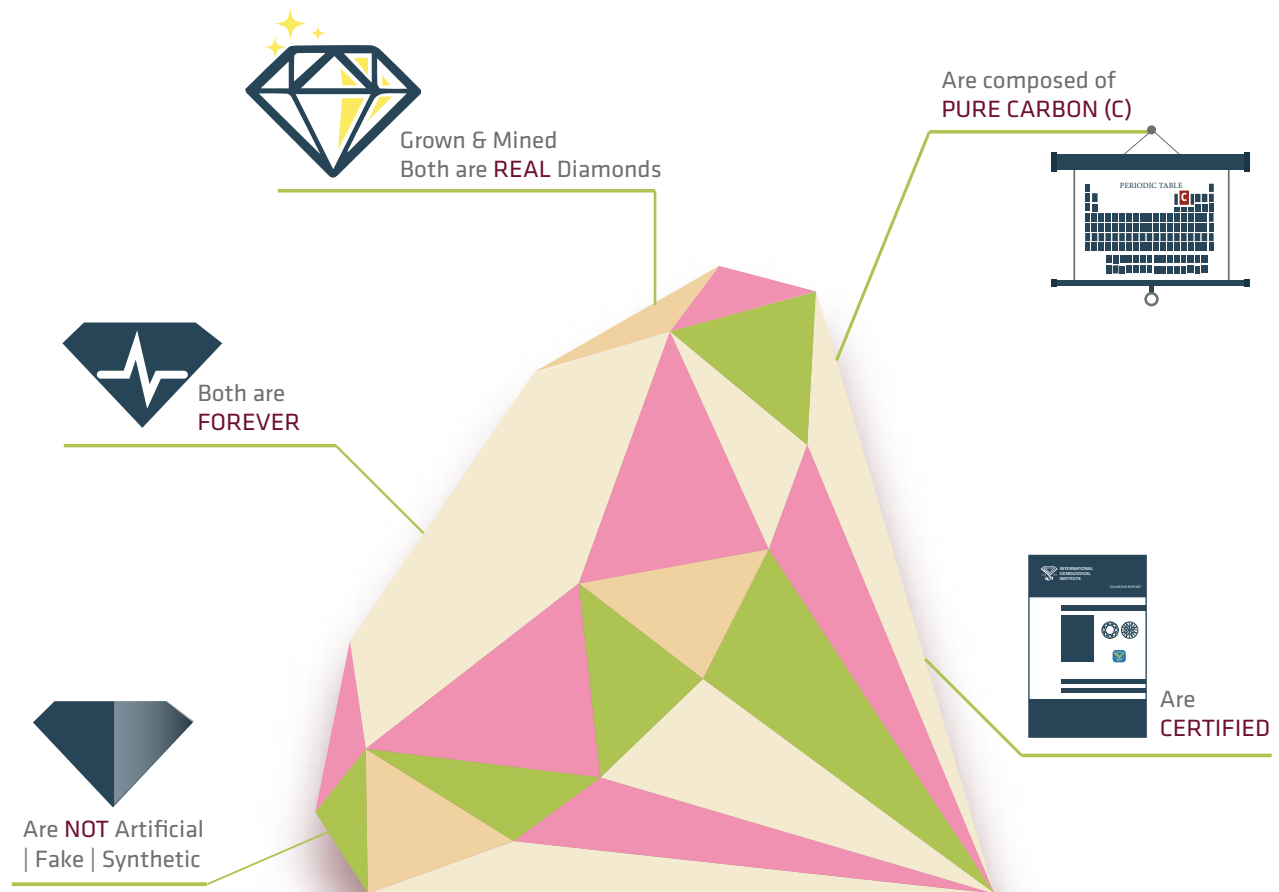 Grown & Mined
Both are REAL Diamonds
Are composed of
PURE CARBON (C)
PERIODIC TABLE
C
Both are
FOREVER
INTERNATIONAL
GEMOLOGICAL
INSTITUTE
Are
CERTIFIED
Are NOT Artificial
| Fake | Synthetic